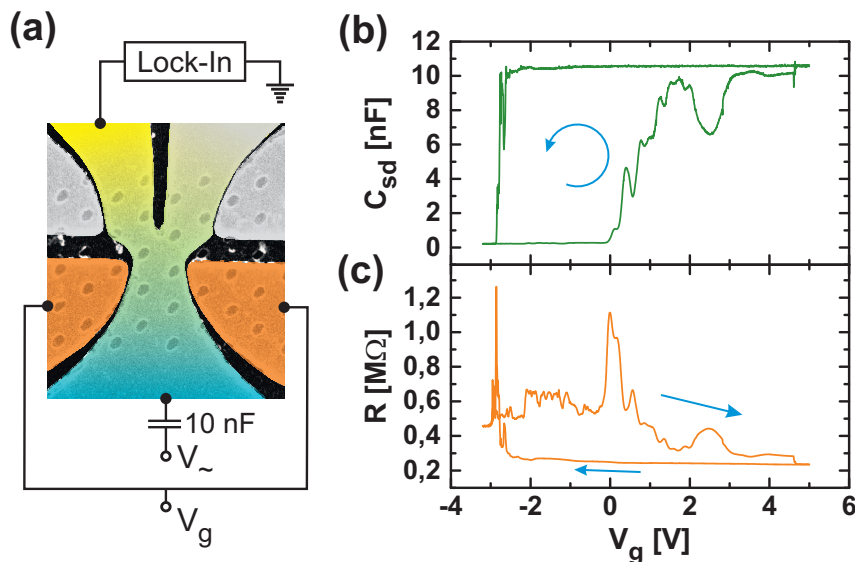 (a)
Lock-In
10 nF
V~
Vg
(b)
12
10
8
6
4
2
0
Csd [nF]
(c)
1,2
1,0
0,8
0,6
0,4
0,2
R [MΩ]
-4 -2 0 2 4 6
Vg [V]